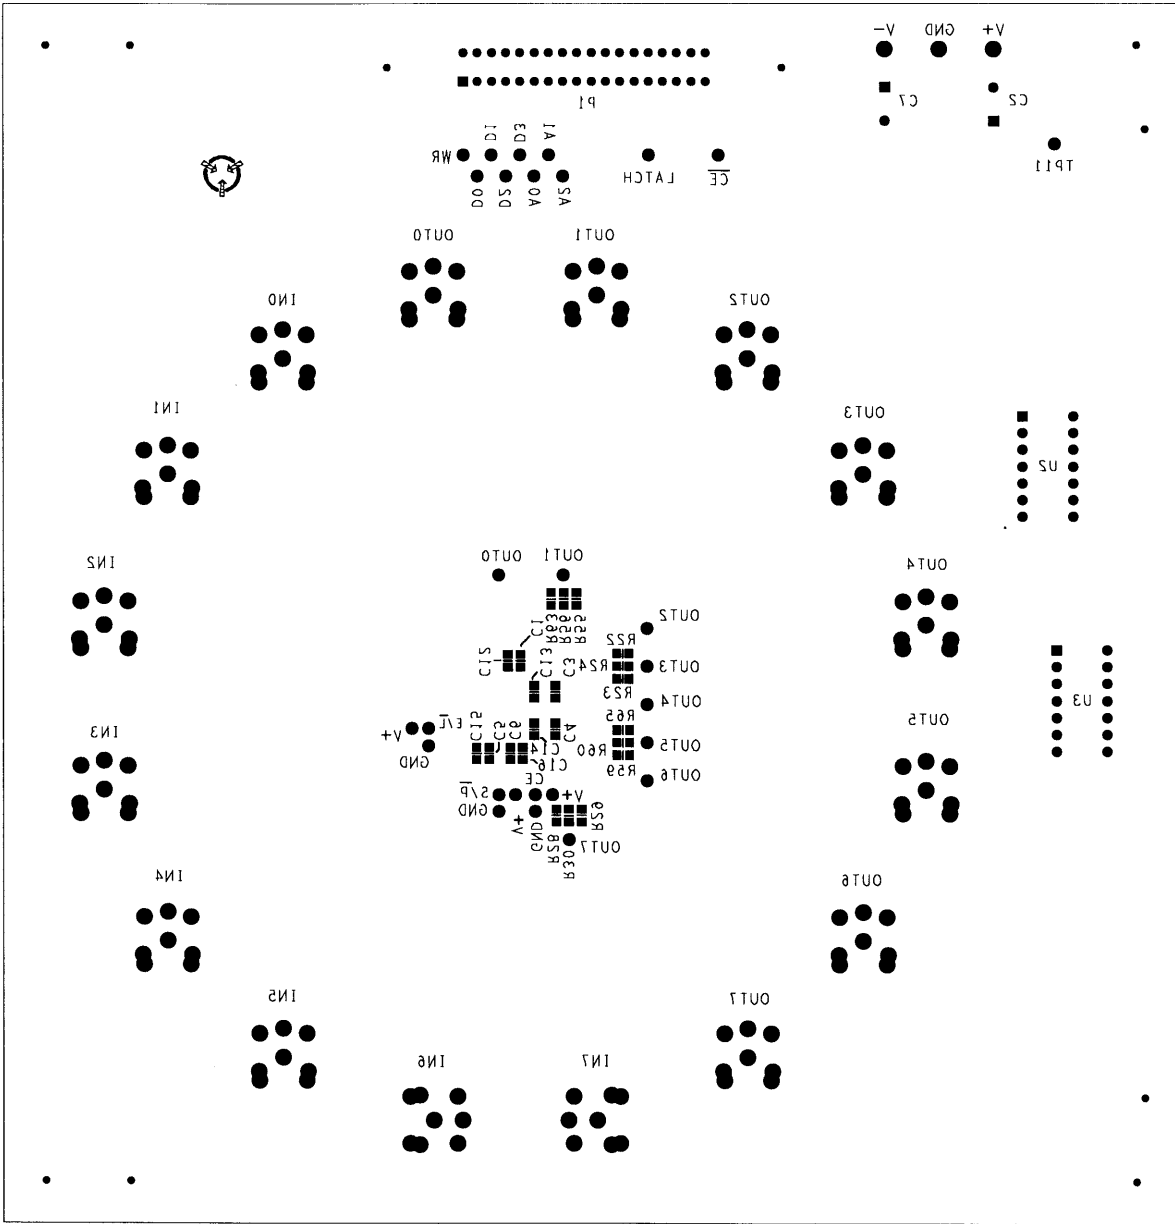 V- GND V+
C7 C2
P1
TP11
WR D1 D3 A1 LATCH C̅E̅
D0 D2 A0 A2
OUT0 OUT1
IN0 OUT2
IN1 OUT3
U2
IN2 OUT0 OUT1 OUT4
C1 R63 R56 R55 OUT2
C12 C13 C3 R22
R24 OUT3
R23
OUT4
U3
IN3 V+ E/L̅ C15 C5 C6 C4 R65 OUT5
C14 R60 OUT5
GND C16 R59 OUT6
CE
S̅/P V+
GND V+ GND R28 R30 R29
OUT7
IN4 OUT6
IN5 OUT7
IN6 IN7